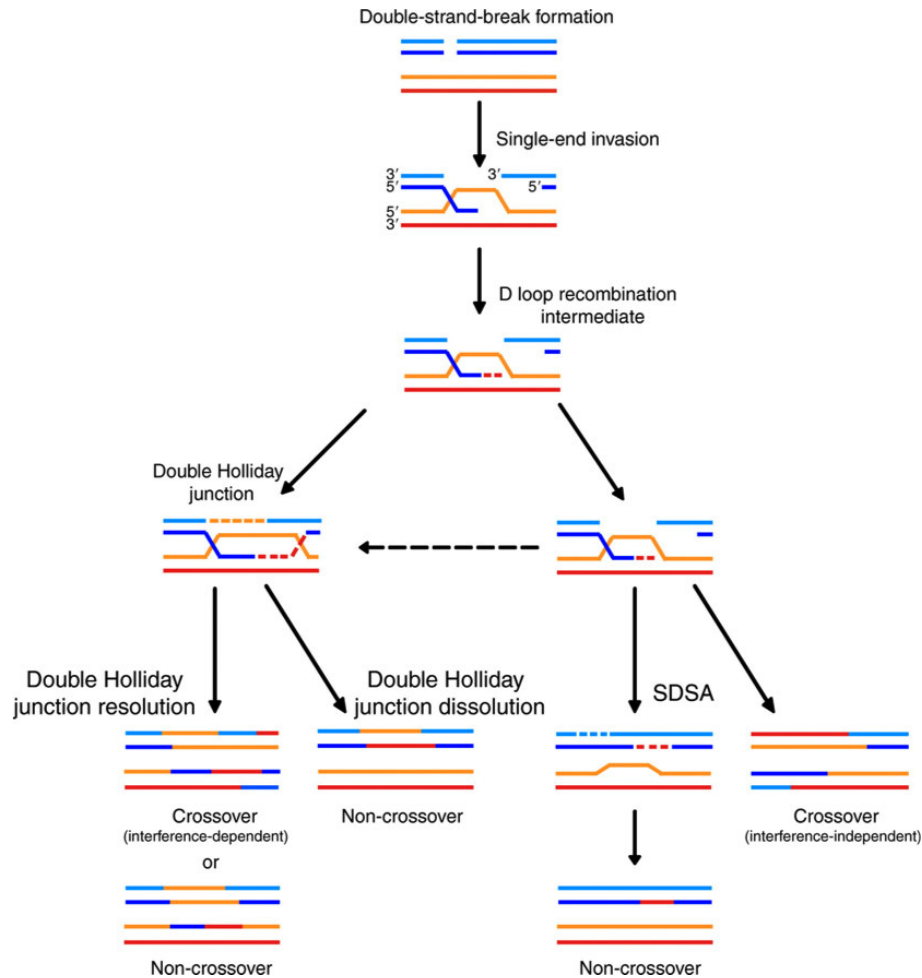 Double-strand-break formation
Single-end invasion
3′
3′
5′
5′
5′
3′
D loop recombination
intermediate
Double Holliday
junction
Double Holliday
junction resolution
Double Holliday
junction dissolution
SDSA
Crossover
(interference-dependent)
or
Non-crossover
Non-crossover
Crossover
(interference-independent)
Non-crossover